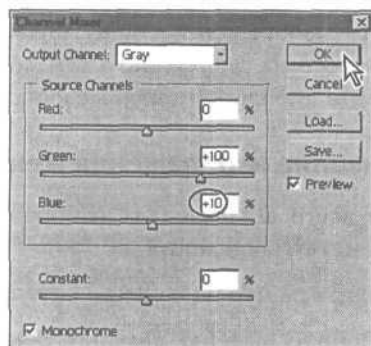 Channel Mixer
Output Channel: Gray
OK
Source Channels
Cancel
Red: 0 %
Load...
Green: +100 %
Save...
Preview
Blue: +10 %
Constant: 0 %
Monochrome